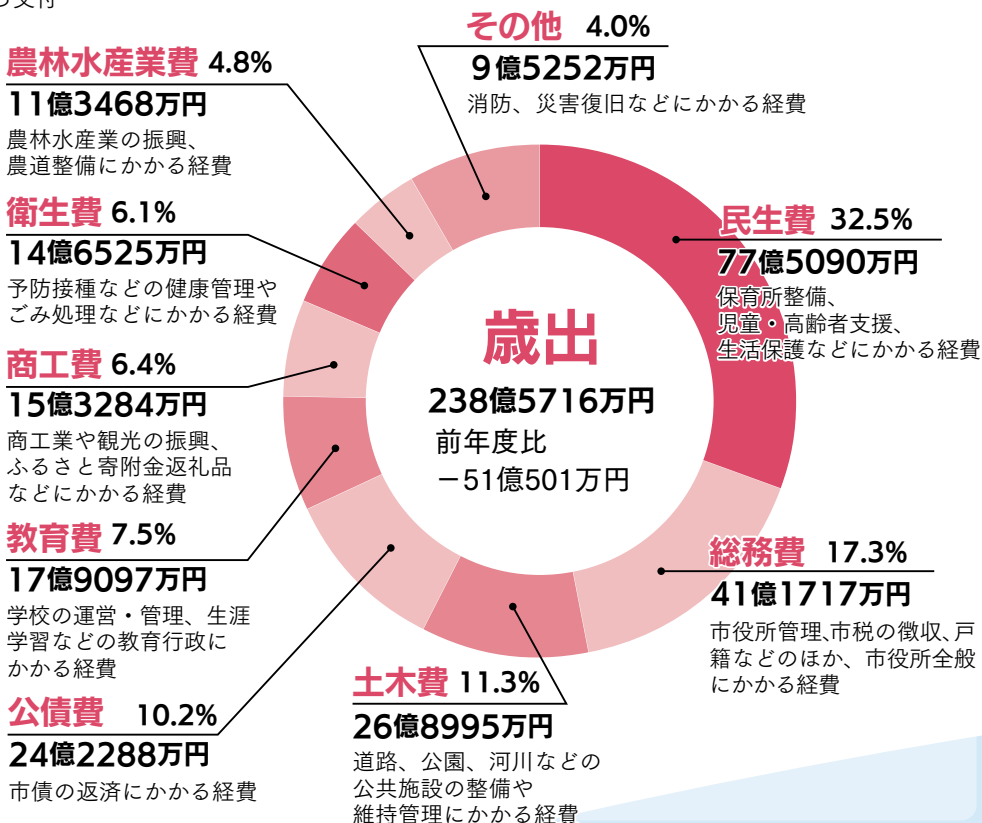 の交付
その他 4.0%
9億5252万円
消防、災害復旧などにかかる経費
農林水産業費 4.8%
11億3468万円
農林水産業の振興、
農道整備にかかる経費
衛生費 6.1%
14億6525万円
予防接種などの健康管理や
ごみ処理などにかかる経費
商工費 6.4%
15億3284万円
商工業や観光の振興、
ふるさと寄附金返礼品
などにかかる経費
教育費 7.5%
17億9097万円
学校の運営・管理、生涯
学習などの教育行政に
かかる経費
公債費 10.2%
24億2288万円
市債の返済にかかる経費
歳出
238億5716万円
前年度比
－51億501万円
民生費 32.5%
77億5090万円
保育所整備、
児童・高齢者支援、
生活保護などにかかる経費
総務費 17.3%
41億1717万円
市役所管理、市税の徴収、戸
籍などのほか、市役所全般
にかかる経費
土木費 11.3%
26億8995万円
道路、公園、河川などの
公共施設の整備や
維持管理にかかる経費